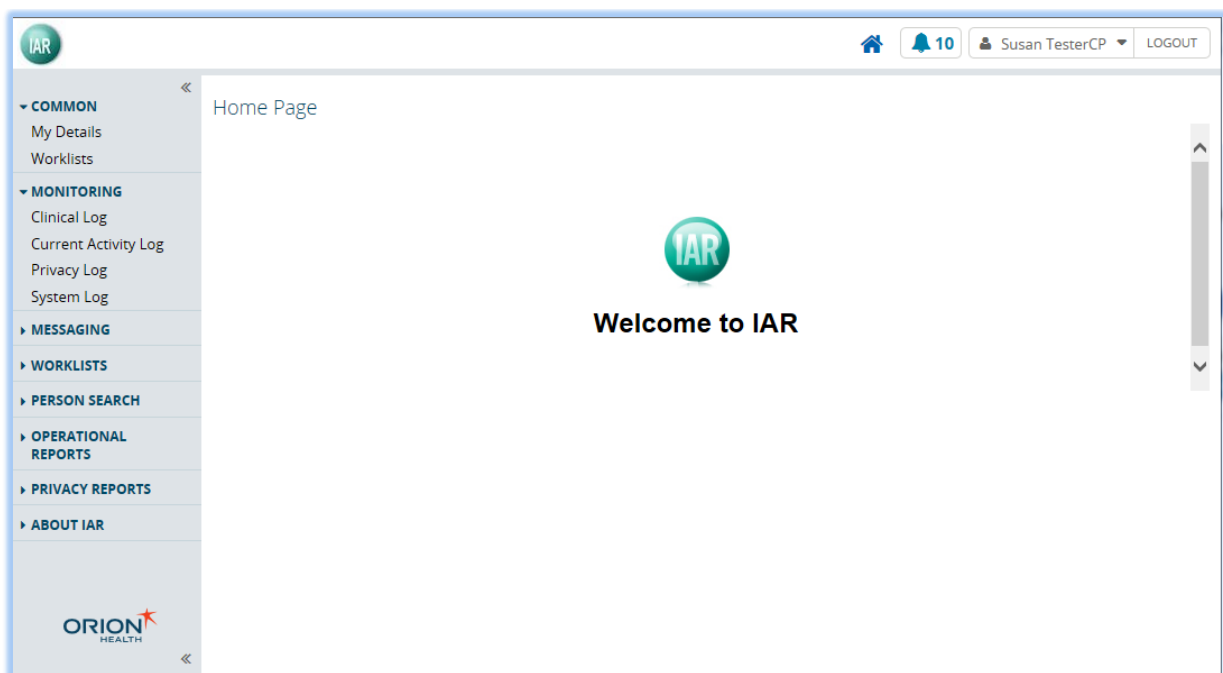 IAR
10
Susan TesterCP
LOGOUT
COMMON
My Details
Worklists
MONITORING
Clinical Log
Current Activity Log
Privacy Log
System Log
MESSAGING
WORKLISTS
PERSON SEARCH
OPERATIONAL
REPORTS
PRIVACY REPORTS
ABOUT IAR
ORION
HEALTH
Home Page
IAR
Welcome to IAR